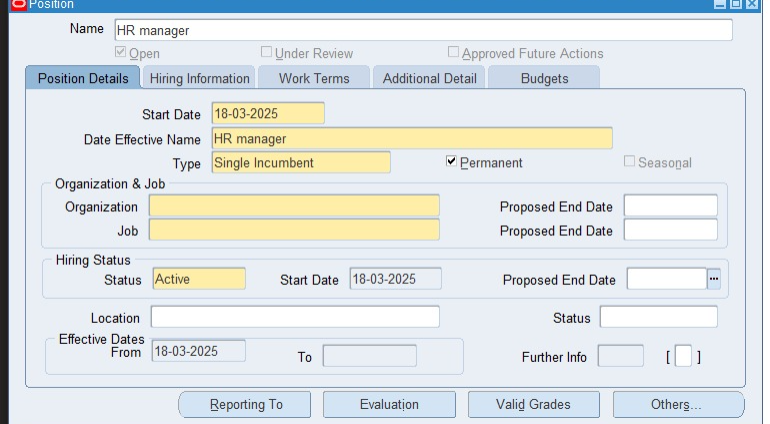 Position
Name HR manager
Open Under Review Approved Future Actions
Position Details Hiring Information Work Terms Additional Detail Budgets
Start Date 18-03-2025
Date Effective Name HR manager
Type Single Incumbent Permanent Seasonal
Organization & Job
Organization Proposed End Date
Job Proposed End Date
Hiring Status
Status Active Start Date 18-03-2025 Proposed End Date ...
Location Status
Effective Dates
From 18-03-2025 To Further Info [ ]
Reporting To Evaluation Valid Grades Others...